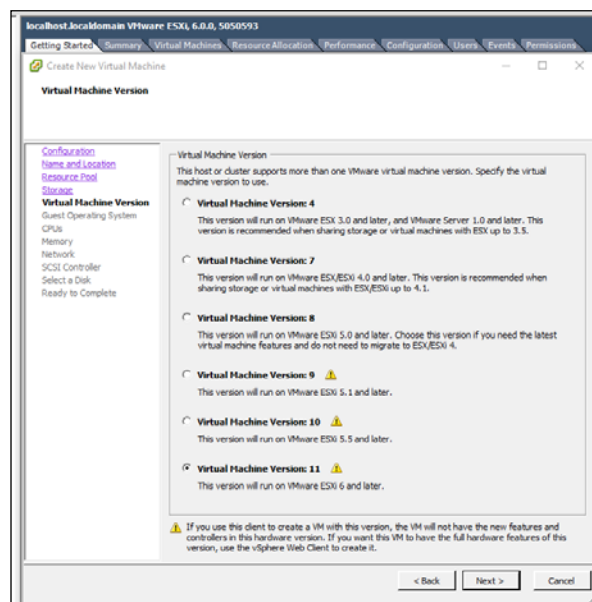 localhost.localdomain VMware ESXi, 6.0.0, 5050593
Getting Started Summary Virtual Machines Resource Allocation Performance Configuration Users Events Permissions
Create New Virtual Machine
Virtual Machine Version
Configuration
Name and Location
Resource Pool
Storage
Virtual Machine Version
Guest Operating System
CPUs
Memory
Network
SCSI Controller
Select a Disk
Ready to Complete
Virtual Machine Version
This host or cluster supports more than one VMware virtual machine version. Specify the virtual
machine version to use.
Virtual Machine Version: 4
This version will run on VMware ESX 3.0 and later, and VMware Server 1.0 and later. This
version is recommended when sharing storage or virtual machines with ESX up to 3.5.
Virtual Machine Version: 7
This version will run on VMware ESX/ESXi 4.0 and later. This version is recommended when
sharing storage or virtual machines with ESX/ESXi up to 4.1.
Virtual Machine Version: 8
This version will run on VMware ESXi 5.0 and later. Choose this version if you need the latest
virtual machine features and do not need to migrate to ESX/ESXi 4.
Virtual Machine Version: 9
This version will run on VMware ESXi 5.1 and later.
Virtual Machine Version: 10
This version will run on VMware ESXi 5.5 and later.
Virtual Machine Version: 11
This version will run on VMware ESXi 6 and later.
If you use this client to create a VM with this version, the VM will not have the new features and
controllers in this hardware version. If you want this VM to have the full hardware features of this
version, use the vSphere Web Client to create it.
< Back
Next >
Cancel